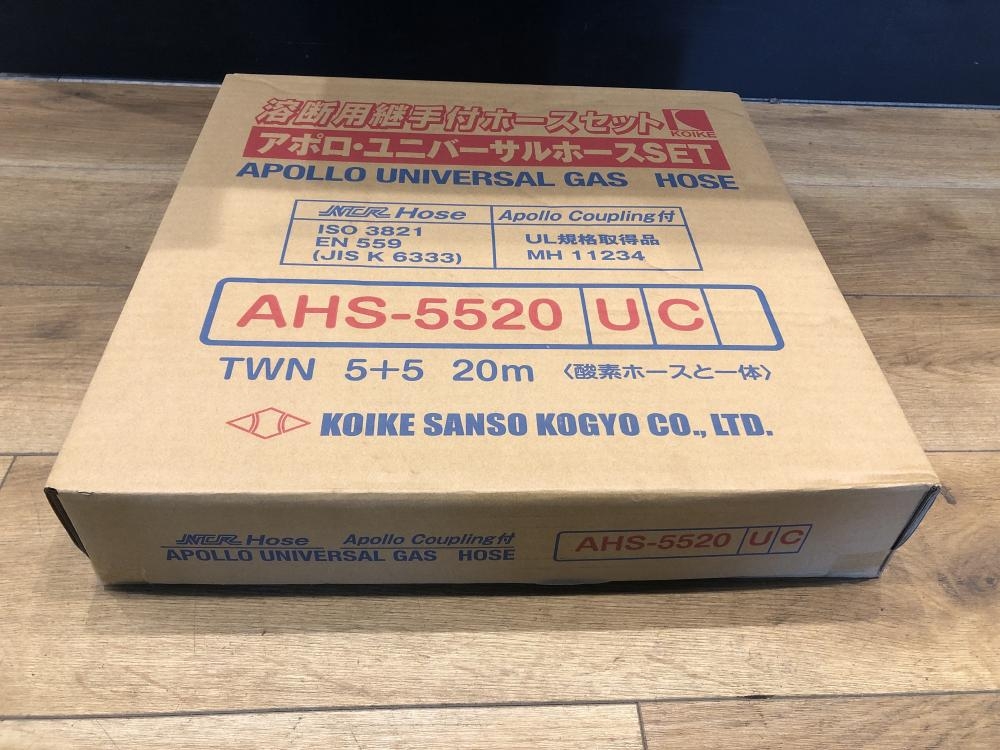 溶断用継手付ホースセット
KOIKE
アポロ・ユニバーサルホースSET
APOLLO UNIVERSAL GAS HOSE
NCR Hose Apollo Coupling付
ISO 3821
EN 559
(JIS K 6333)
UL規格取得品
MH 11234
AHS-5520 U C
TWN 5+5 20m 〈酸素ホースと一体〉
KOIKE SANSO KOGYO CO., LTD.
NCR Hose Apollo Coupling付
APOLLO UNIVERSAL GAS HOSE
AHS-5520 U C